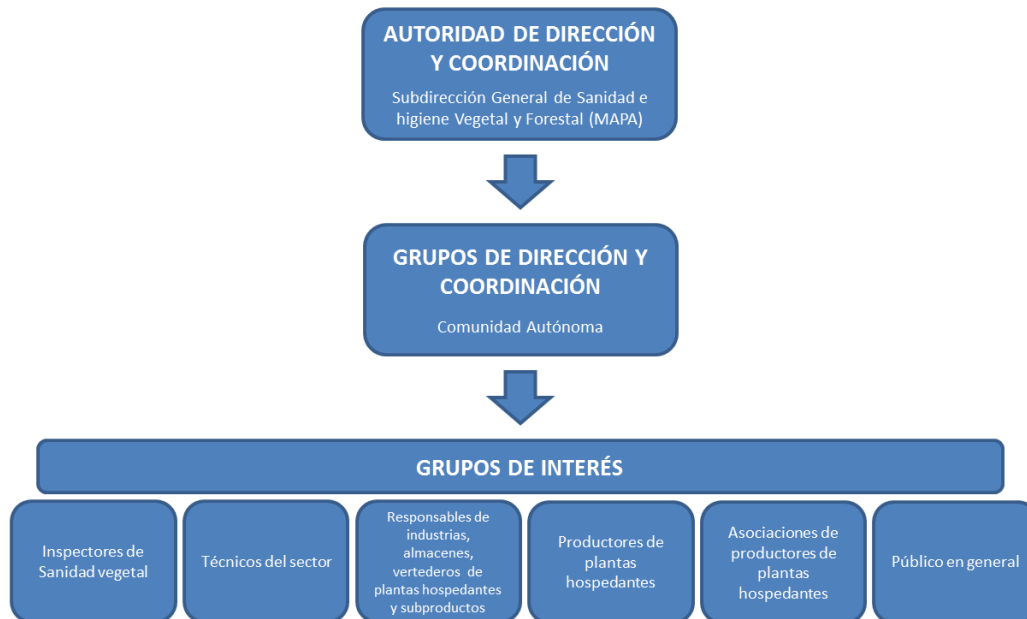 AUTORIDAD DE DIRECCIÓN
Y COORDINACIÓN
Subdirección General de Sanidad e
higiene Vegetal y Forestal (MAPA)
GRUPOS DE DIRECCIÓN Y
COORDINACIÓN
Comunidad Autónoma
GRUPOS DE INTERÉS
Inspectores de
Sanidad vegetal
Técnicos del sector
Responsables de
industrias,
almacenes,
vertederos de
plantas hospedantes
y subproductos
Productores de
plantas
hospedantes
Asociaciones de
productores de
plantas
hospedantes
Público en general